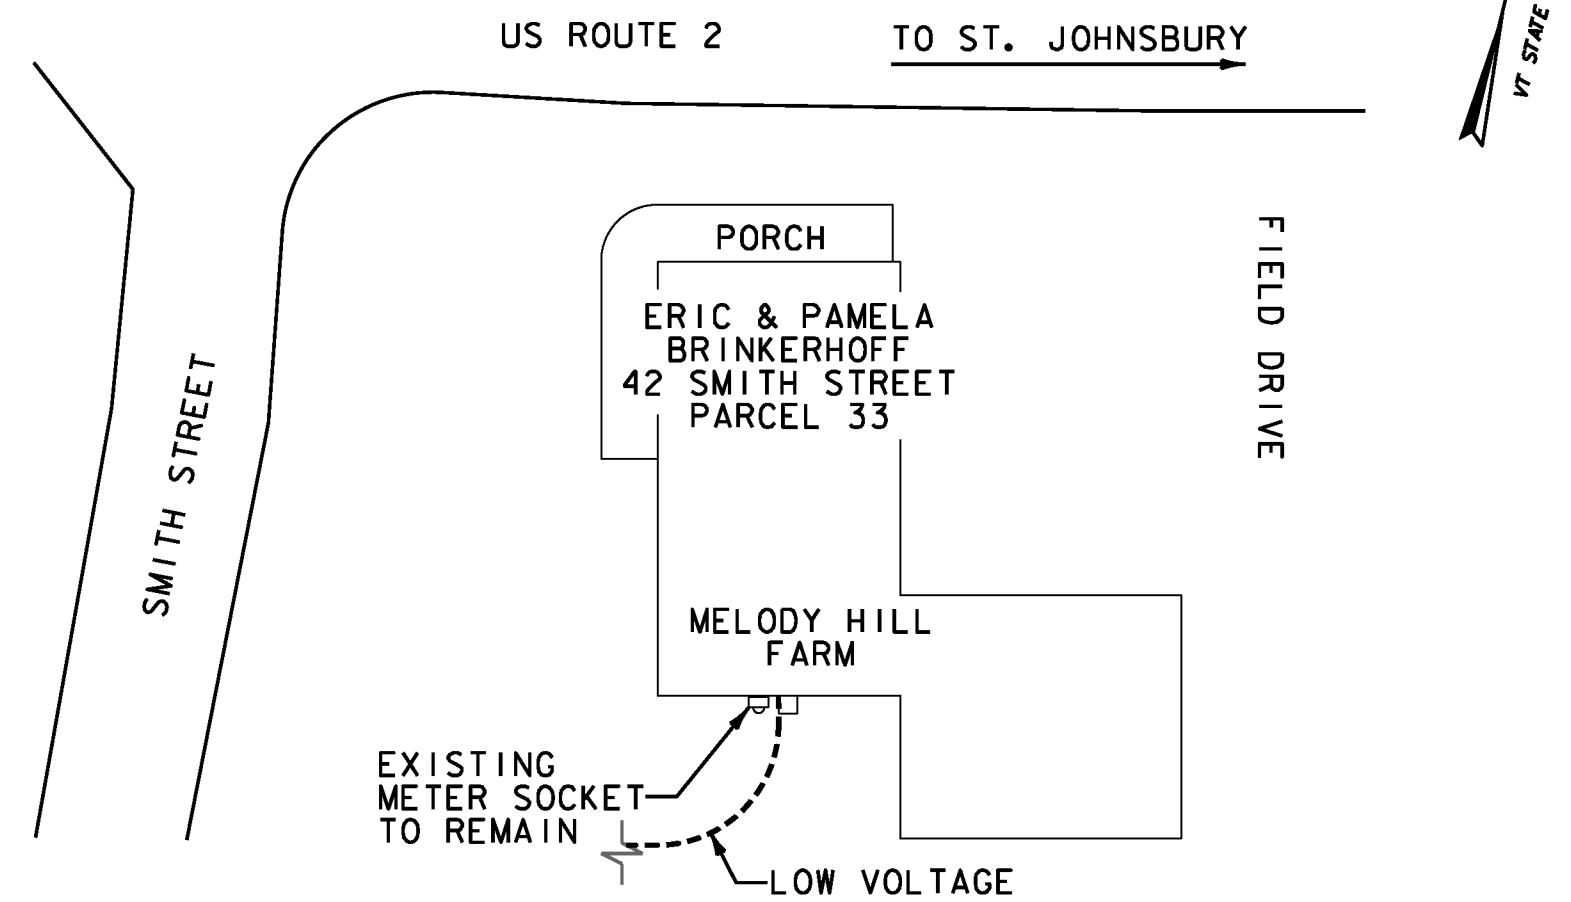 US ROUTE 2
TO ST. JOHNSBURY
VT STATE
PORCH
FIELD DRIVE
ERIC & PAMELA
BRINKERHOFF
42 SMITH STREET
PARCEL 33
SMITH STREET
MELODY HILL
FARM
EXISTING
METER SOCKET
TO REMAIN
LOW VOLTAGE